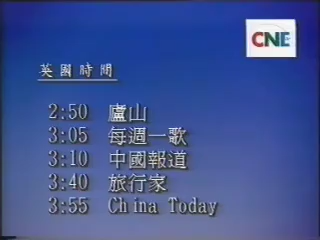 CNE
英國時間
2:50 廬山
3:05 每週一歌
3:10 中國報道
3:40 旅行家
3:55 China Today